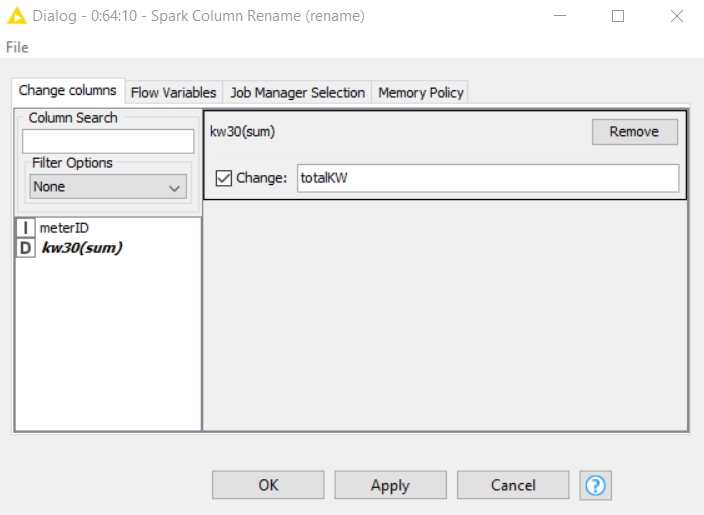 Dialog - 0:64:10 - Spark Column Rename (rename)
File
Change columns Flow Variables Job Manager Selection Memory Policy
Column Search
Filter Options
None
I meterID
D kw30(sum)
kw30(sum) Remove
Change: totalKW
OK Apply Cancel ?